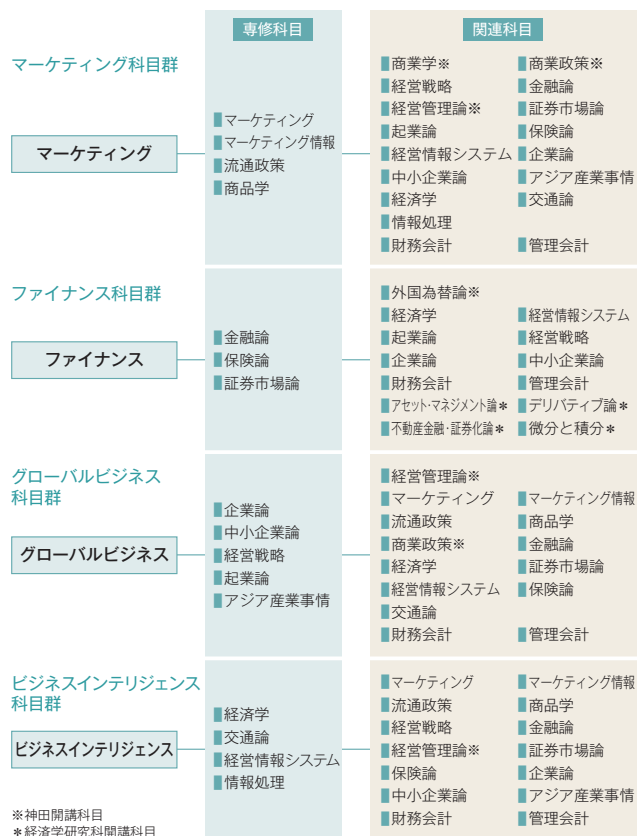 専修科目
関連科目
マーケティング科目群
マーケティング
■マーケティング
■マーケティング情報
■流通政策
■商品学
■商業学※ ■商業政策※
■経営戦略 ■金融論
■経営管理論※ ■証券市場論
■起業論 ■保険論
■経営情報システム ■企業論
■中小企業論 ■アジア産業事情
■経済学 ■交通論
■情報処理
■財務会計 ■管理会計
ファイナンス科目群
ファイナンス
■金融論
■保険論
■証券市場論
■外国為替論※
■経済学 ■経営情報システム
■起業論 ■経営戦略
■企業論 ■中小企業論
■財務会計 ■管理会計
■アセット・マネジメント論＊ ■デリバティブ論＊
■不動産金融・証券化論＊ ■微分と積分＊
グローバルビジネス
科目群
グローバルビジネス
■企業論
■中小企業論
■経営戦略
■起業論
■アジア産業事情
■経営管理論※
■マーケティング ■マーケティング情報
■流通政策 ■商品学
■商業政策※ ■金融論
■経済学 ■証券市場論
■経営情報システム ■保険論
■交通論
■財務会計 ■管理会計
ビジネスインテリジェンス
科目群
ビジネスインテリジェンス
■経済学
■交通論
■経営情報システム
■情報処理
■マーケティング ■マーケティング情報
■流通政策 ■商品学
■経営戦略 ■金融論
■経営管理論※ ■証券市場論
■保険論 ■企業論
■中小企業論 ■アジア産業事情
■財務会計 ■管理会計
※神田開講科目
＊経済学研究科開講科目